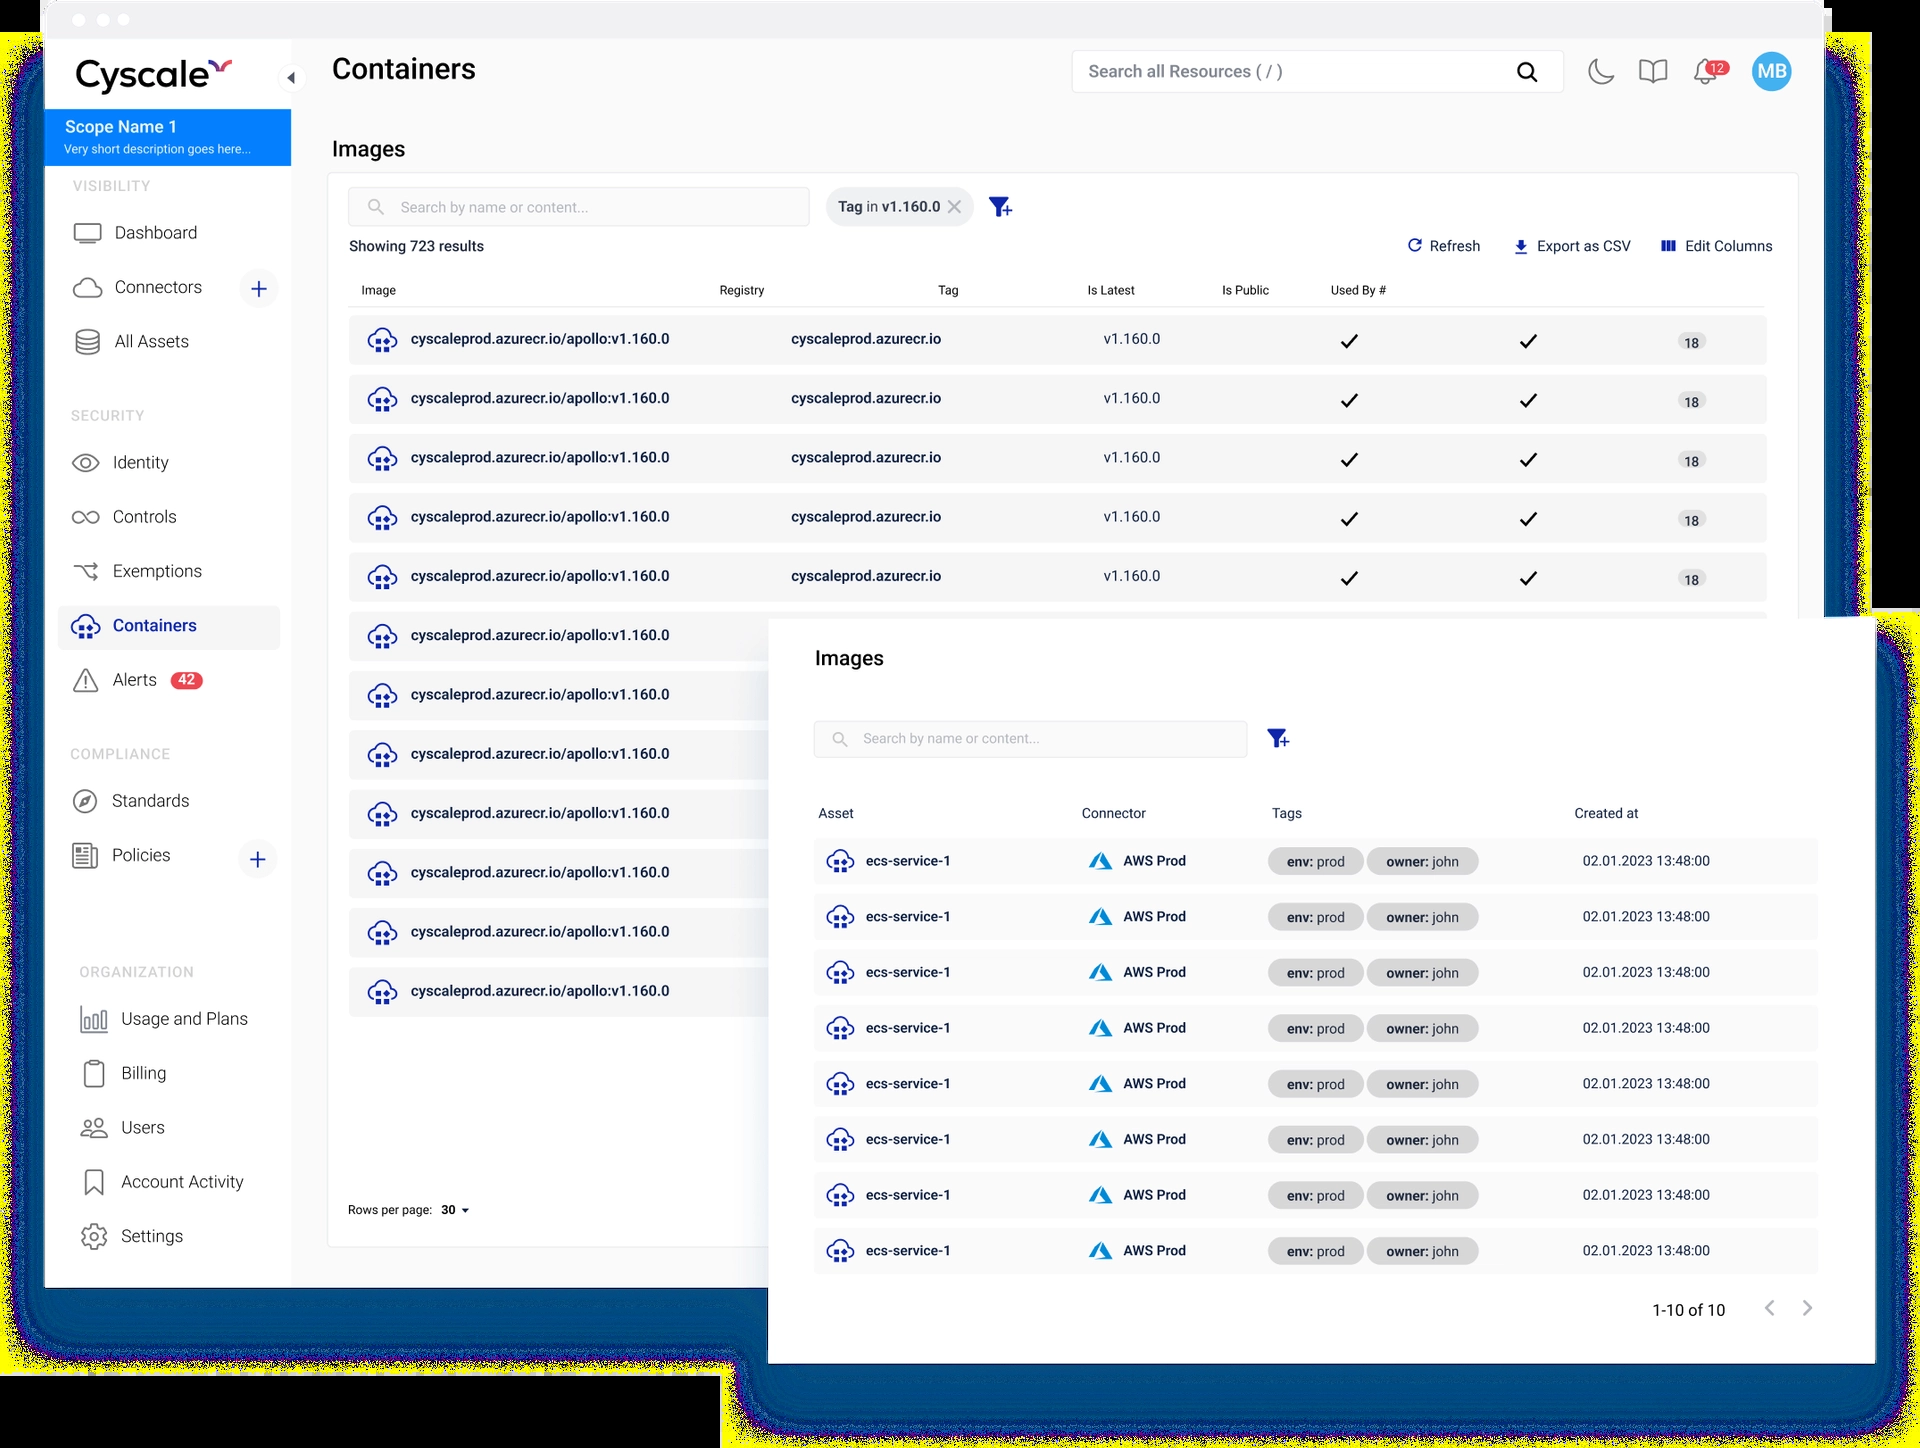 Cyscale
Containers
Search all Resources ( / )
12
MB
Scope Name 1
Very short description goes here...
VISIBILITY
Dashboard
Connectors
All Assets
SECURITY
Identity
Controls
Exemptions
Containers
Alerts 42
COMPLIANCE
Standards
Policies
ORGANIZATION
Usage and Plans
Billing
Users
Account Activity
Settings
Images
Search by name or content...
Tag in v1.160.0
Showing 723 results
Refresh Export as CSV Edit Columns
Image Registry Tag Is Latest Is Public Used By #
cyscaleprod.azurecr.io/apollo:v1.160.0 cyscaleprod.azurecr.io v1.160.0 18
cyscaleprod.azurecr.io/apollo:v1.160.0 cyscaleprod.azurecr.io v1.160.0 18
cyscaleprod.azurecr.io/apollo:v1.160.0 cyscaleprod.azurecr.io v1.160.0 18
cyscaleprod.azurecr.io/apollo:v1.160.0 cyscaleprod.azurecr.io v1.160.0 18
cyscaleprod.azurecr.io/apollo:v1.160.0 cyscaleprod.azurecr.io v1.160.0 18
cyscaleprod.azurecr.io/apollo:v1.160.0
cyscaleprod.azurecr.io/apollo:v1.160.0
cyscaleprod.azurecr.io/apollo:v1.160.0
cyscaleprod.azurecr.io/apollo:v1.160.0
cyscaleprod.azurecr.io/apollo:v1.160.0
cyscaleprod.azurecr.io/apollo:v1.160.0
cyscaleprod.azurecr.io/apollo:v1.160.0
Rows per page: 30
Images
Search by name or content...
Asset Connector Tags Created at
ecs-service-1 AWS Prod env: prod owner: john 02.01.2023 13:48:00
ecs-service-1 AWS Prod env: prod owner: john 02.01.2023 13:48:00
ecs-service-1 AWS Prod env: prod owner: john 02.01.2023 13:48:00
ecs-service-1 AWS Prod env: prod owner: john 02.01.2023 13:48:00
ecs-service-1 AWS Prod env: prod owner: john 02.01.2023 13:48:00
ecs-service-1 AWS Prod env: prod owner: john 02.01.2023 13:48:00
ecs-service-1 AWS Prod env: prod owner: john 02.01.2023 13:48:00
ecs-service-1 AWS Prod env: prod owner: john 02.01.2023 13:48:00
1-10 of 10